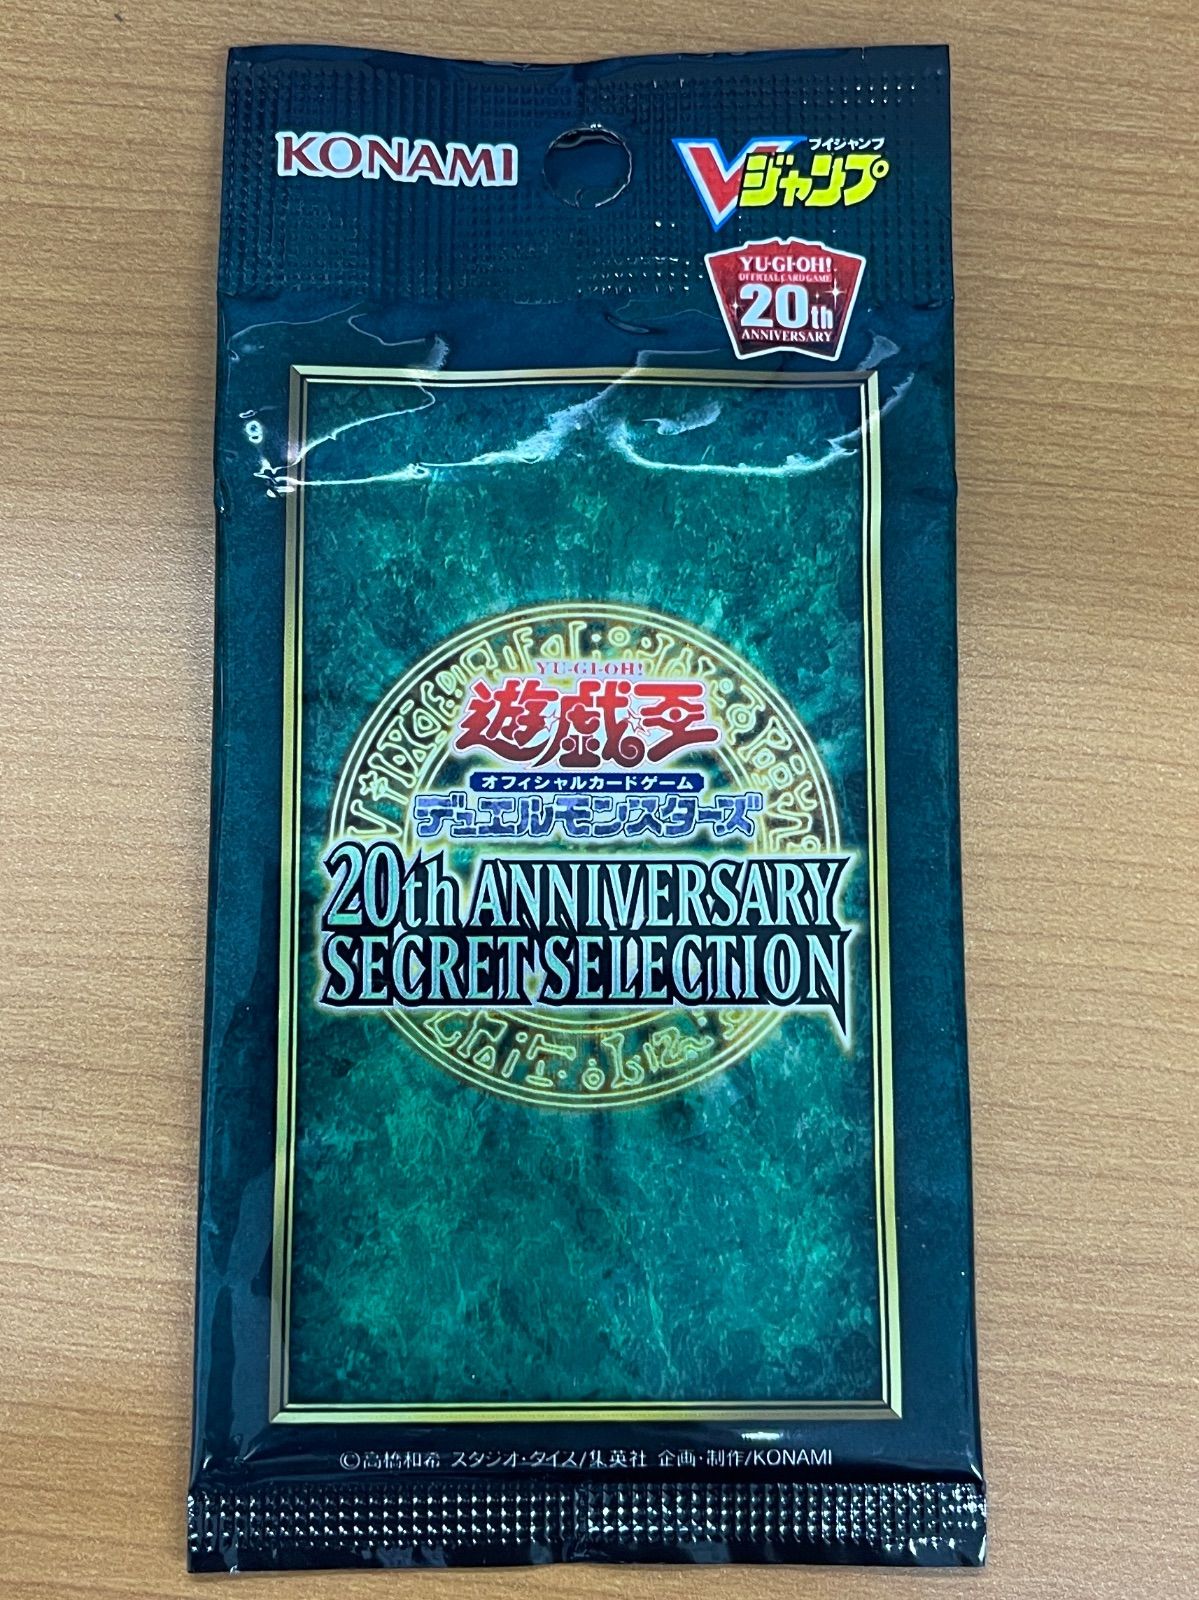 KONAMI
ブイジャンプ
Vジャンプ
YU-GI-OH!
OFFICIAL CARD GAME
20th
ANNIVERSARY
YU-GI-OH!
遊☆戯☆王
オフィシャルカードゲーム
デュエルモンスターズ
20th ANNIVERSARY
SECRET SELECTION
©高橋和希 スタジオ・ダイス/集英社 企画・制作/KONAMI